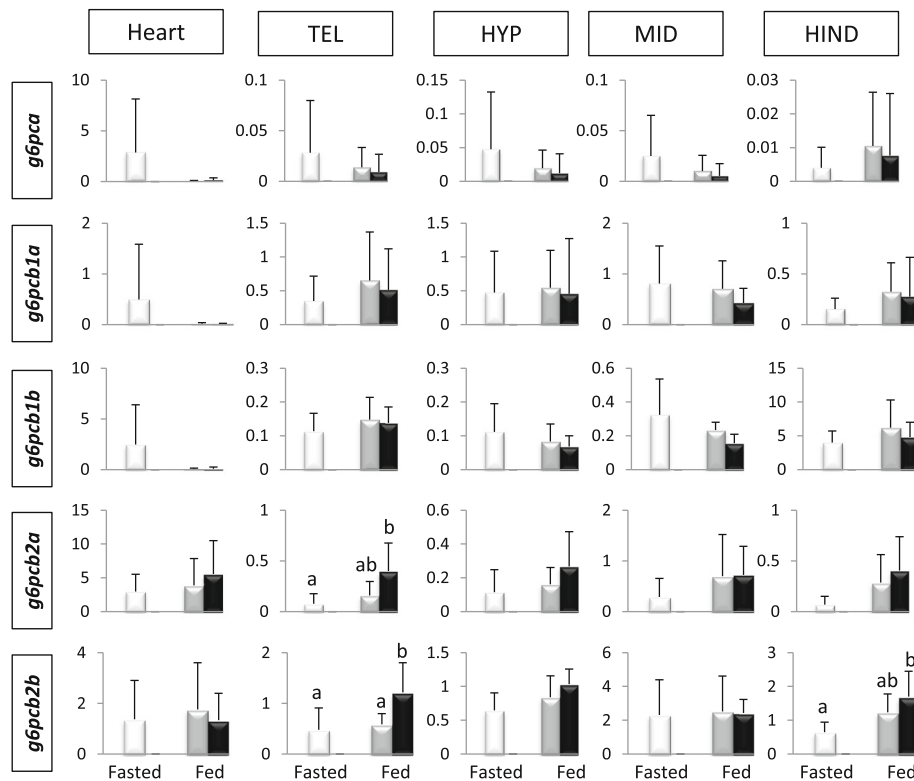 Heart TEL HYP MID HIND
g6pca
10 5 0
0.1 0.05 0
0.15 0.1 0.05 0
0.1 0.05 0
0.03 0.02 0.01 0
g6pcb1a
2 1 0
1.5 1 0.5 0
1.5 1 0.5 0
2 1 0
1 0.5 0
g6pcb1b
10 5 0
0.3 0.2 0.1 0
0.3 0.2 0.1 0
0.6 0.4 0.2 0
15 10 5 0
g6pcb2a
15 10 5 0
1 0.5 0 a ab b
0.6 0.4 0.2 0
2 1 0
1 0.5 0
g6pcb2b
4 2 0
2 1 0 a a b
1.5 1 0.5 0
6 4 2 0
3 2 1 0 a ab b
Fasted Fed Fasted Fed Fasted Fed Fasted Fed Fasted Fed